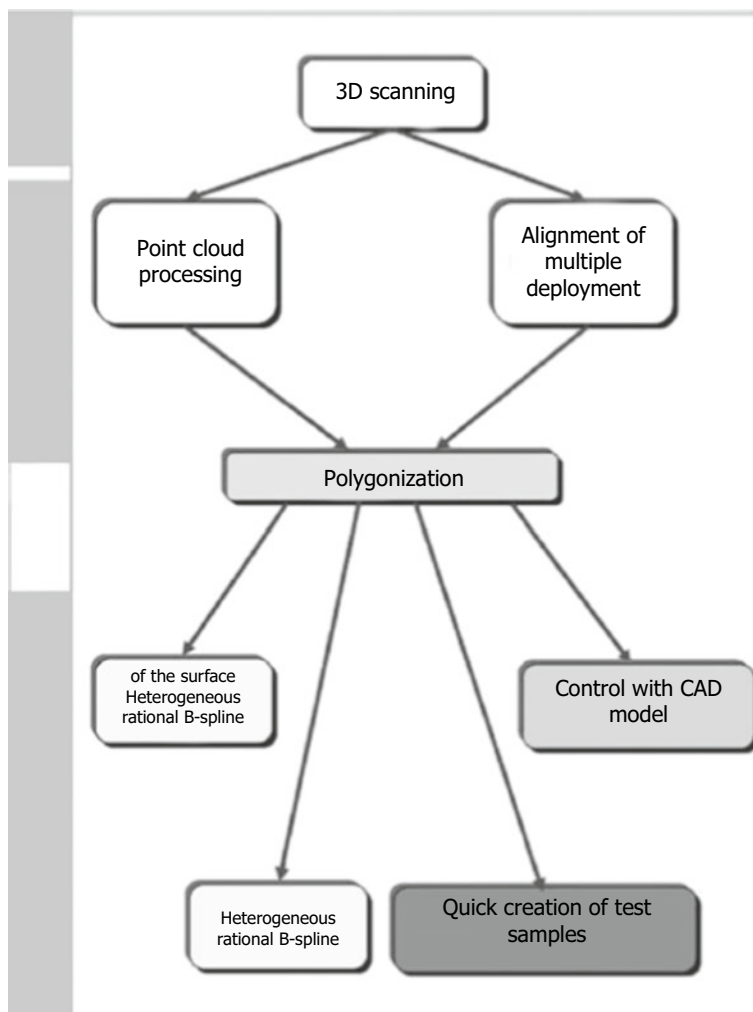 3D scanning
Point cloud
processing
Alignment of
multiple
deployment
Polygonization
of the surface
Heterogeneous
rational B-spline
Control with CAD
model
Heterogeneous
rational B-spline
Quick creation of test
samples